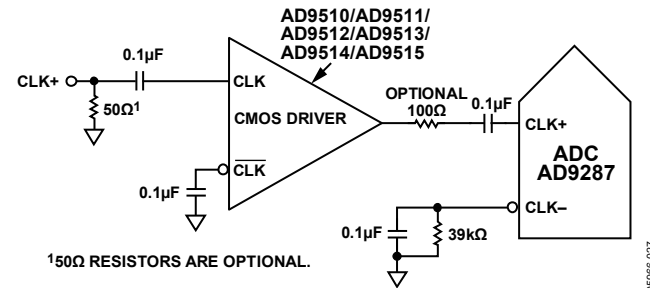 AD9510/AD9511/
AD9512/AD9513/
AD9514/AD9515
0.1µF
CLK+
50Ω¹
CLK
CMOS DRIVER
CLK
0.1µF
OPTIONAL
100Ω
0.1µF
CLK+
ADC
AD9287
CLK–
0.1µF
39kΩ
¹50Ω RESISTORS ARE OPTIONAL.